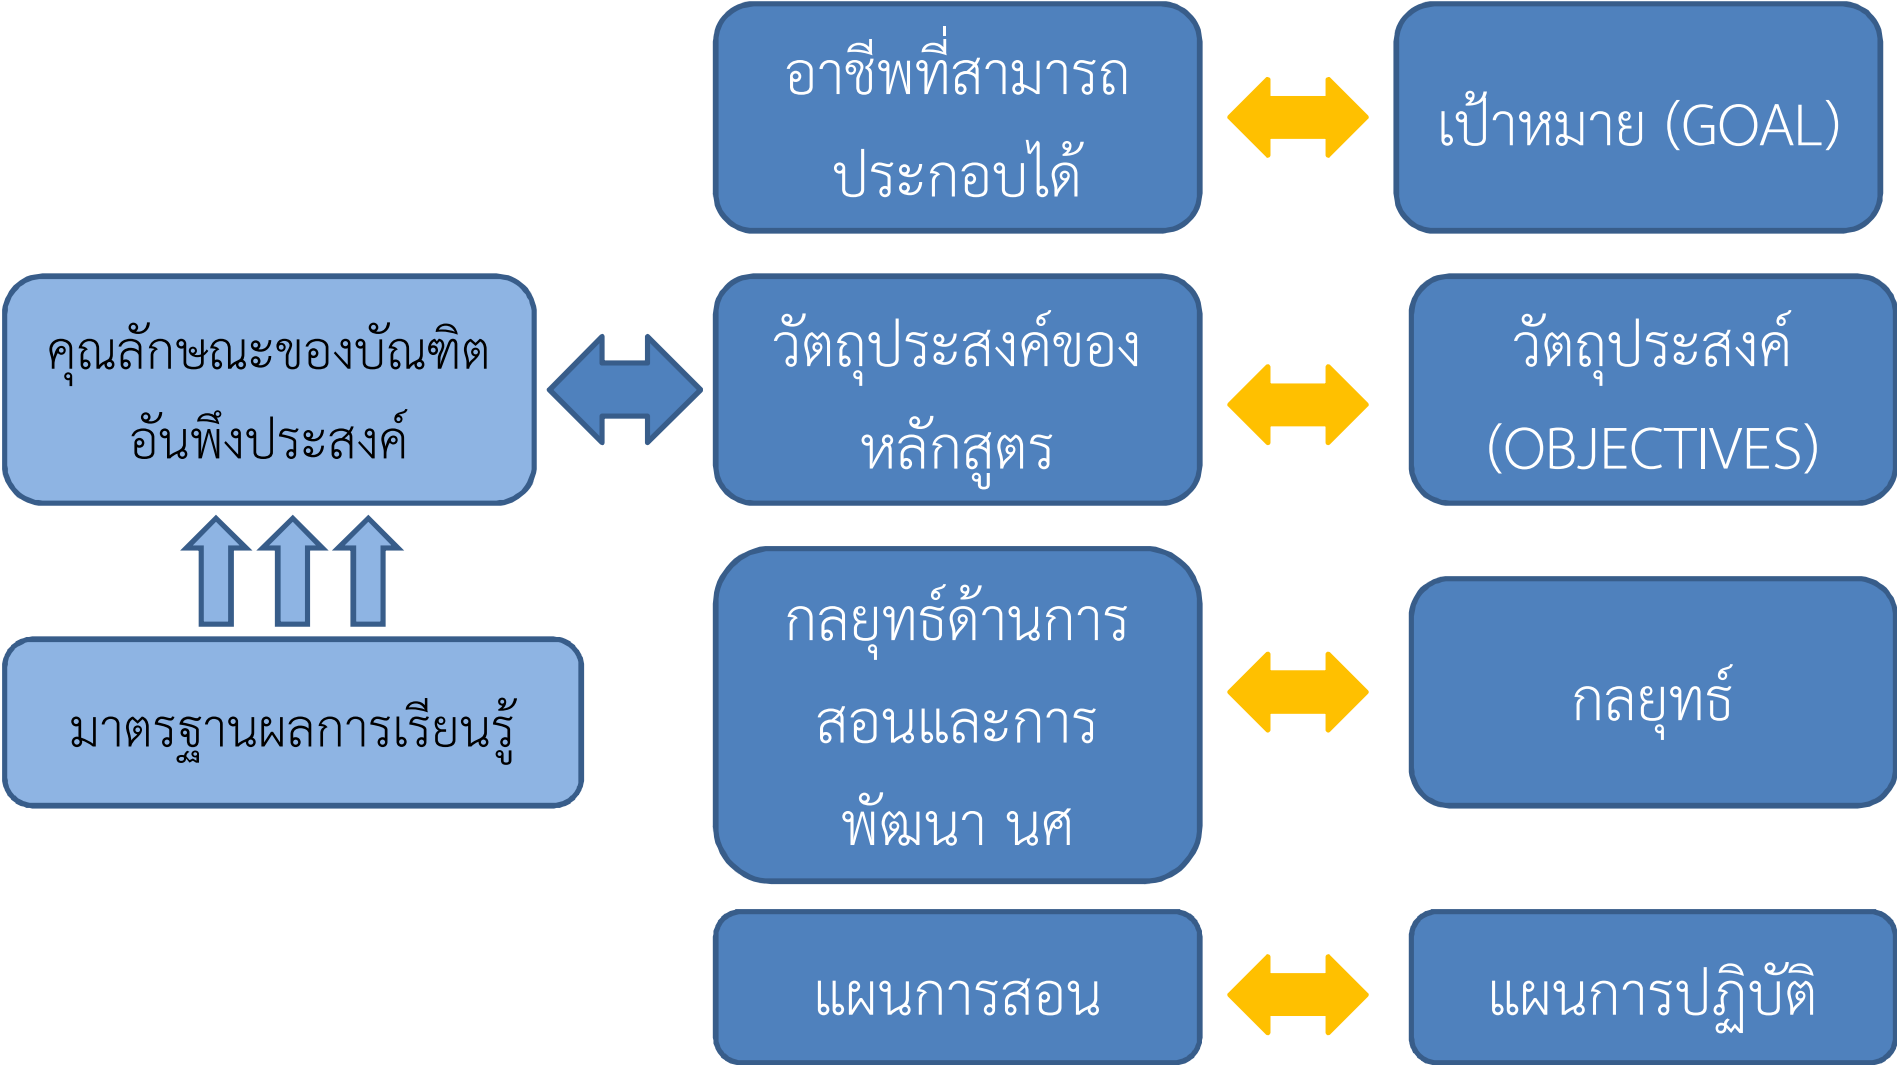 อาชีพที่สามารถ
ประกอบได้
เป้าหมาย (GOAL)
คุณลักษณะของบัณฑิต
อันพึงประสงค์
วัตถุประสงค์ของ
หลักสูตร
วัตถุประสงค์
(OBJECTIVES)
มาตรฐานผลการเรียนรู้
กลยุทธ์ด้านการ
สอนและการ
พัฒนา นศ
กลยุทธ์
แผนการสอน
แผนการปฏิบัติ